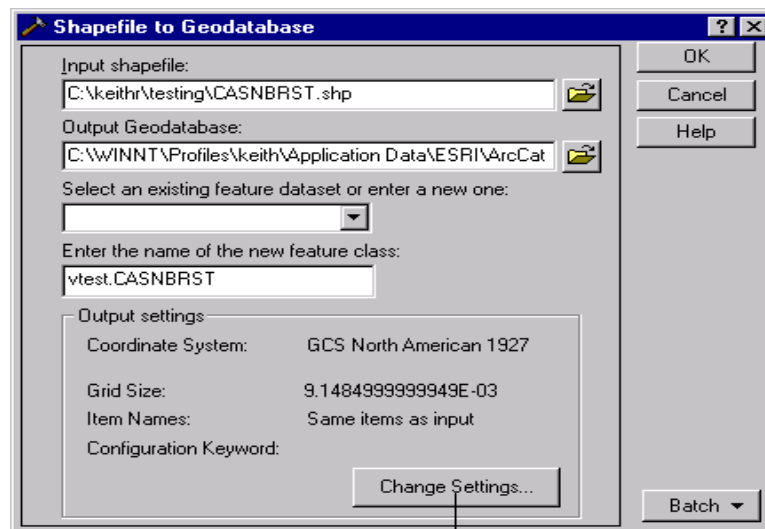 Shapefile to Geodatabase
Input shapefile:
C:\keithr\testing\CASNBRST.shp
Output Geodatabase:
C:\WINNT\Profiles\keith\Application Data\ESRI\ArcCat
Select an existing feature dataset or enter a new one:
Enter the name of the new feature class:
vtest.CASNBRST
Output settings
Coordinate System: GCS North American 1927
Grid Size: 9.1484999999949E-03
Item Names: Same items as input
Configuration Keyword:
Change Settings...
OK
Cancel
Help
Batch